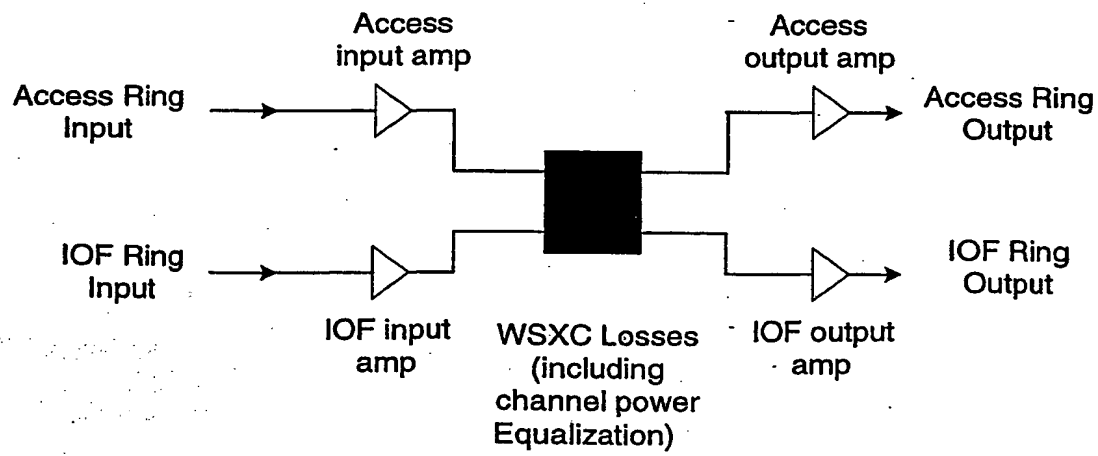 Access
input amp
Access
output amp
Access Ring
Input
Access Ring
Output
IOF Ring
Input
IOF Ring
Output
IOF input
amp
WSXC Losses
(including
channel power
Equalization)
IOF output
amp